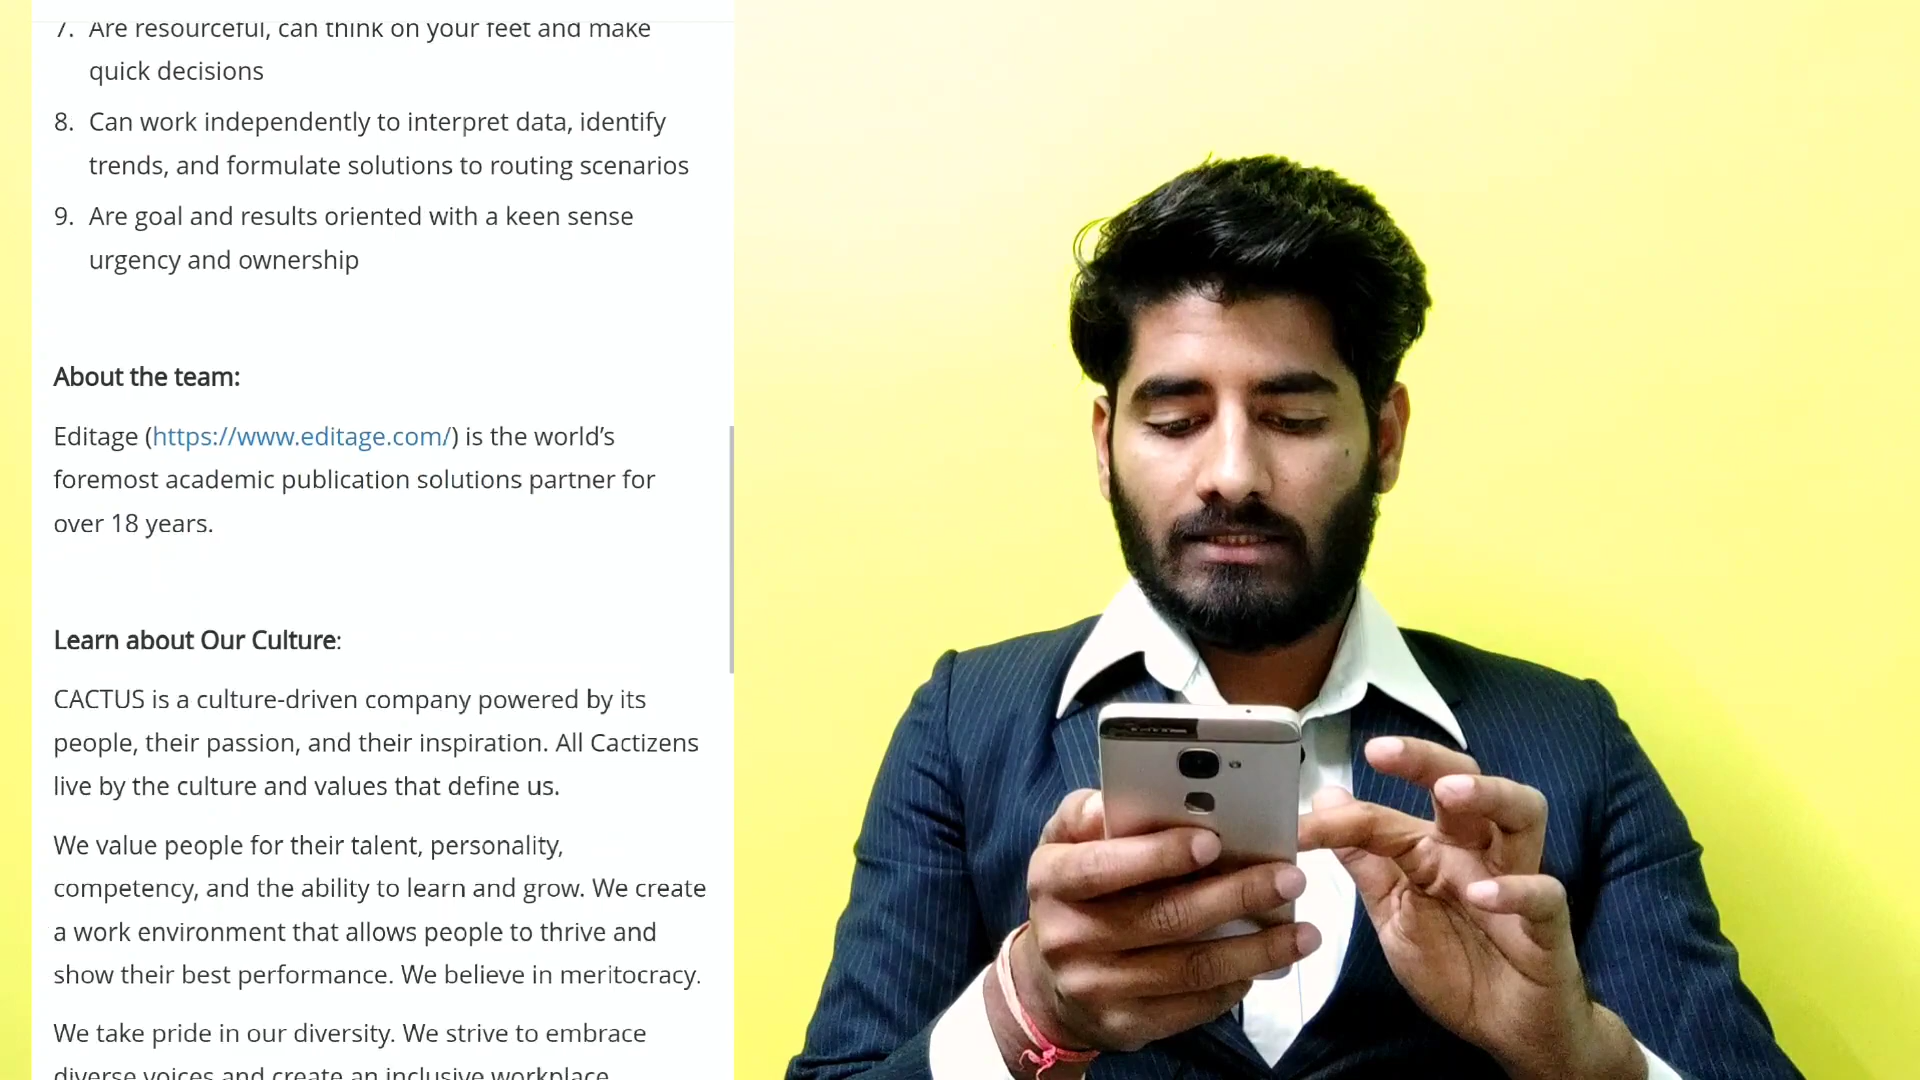 7. Are resourceful, can think on your feet and make
quick decisions
8. Can work independently to interpret data, identify
trends, and formulate solutions to routing scenarios
9. Are goal and results oriented with a keen sense
urgency and ownership
About the team:
Editage (https://www.editage.com/) is the world’s
foremost academic publication solutions partner for
over 18 years.
Learn about Our Culture:
CACTUS is a culture-driven company powered by its
people, their passion, and their inspiration. All Cactizens
live by the culture and values that define us.
We value people for their talent, personality,
competency, and the ability to learn and grow. We create
a work environment that allows people to thrive and
show their best performance. We believe in meritocracy.
We take pride in our diversity. We strive to embrace
diverse voices and create an inclusive workplace